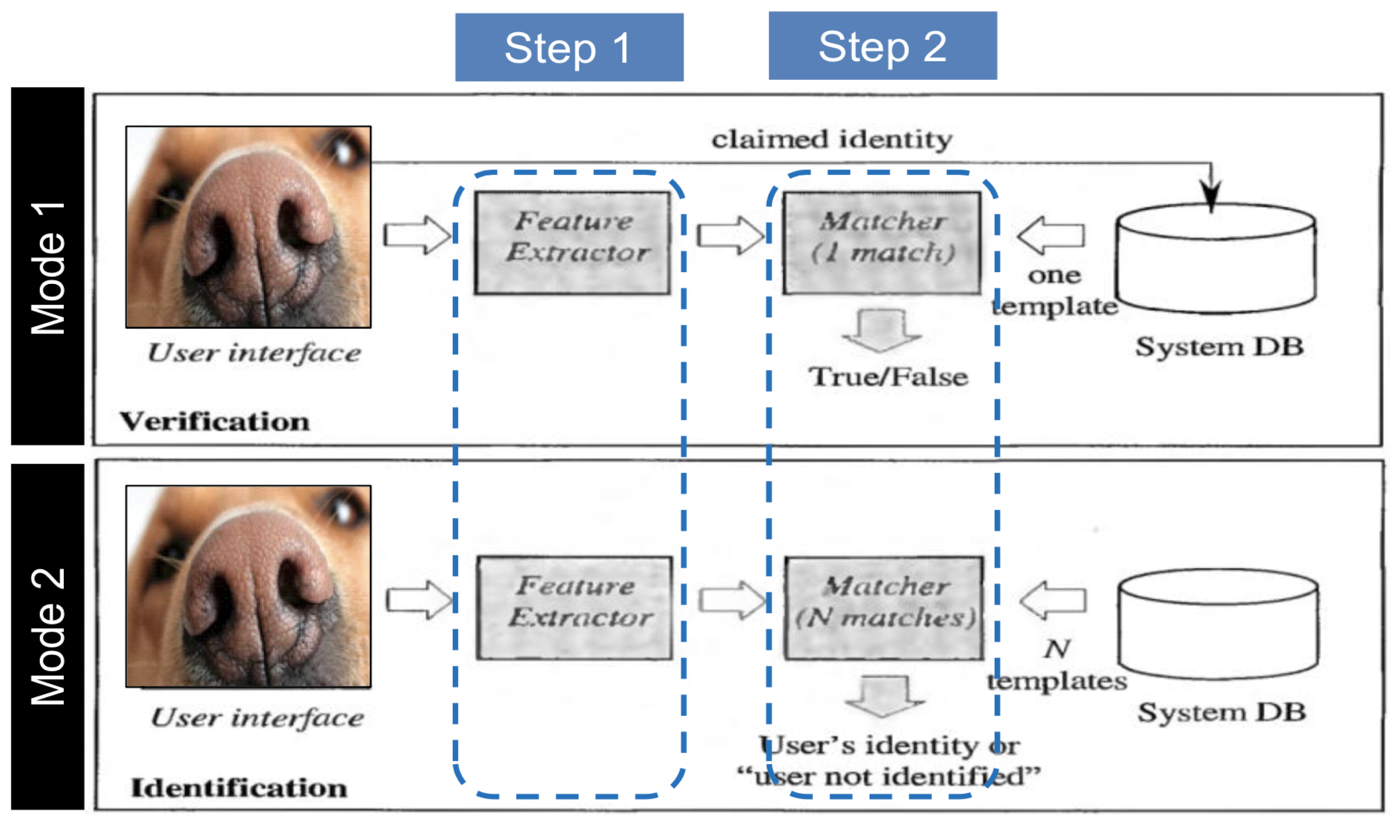 Step 1
Step 2
Mode 1
claimed identity
Feature
Extractor
Matcher
(1 match)
one
template
True/False
System DB
User interface
Verification
Mode 2
Feature
Extractor
Matcher
(N matches)
N
templates
System DB
User interface
User's identity or
“user not identified”
Identification